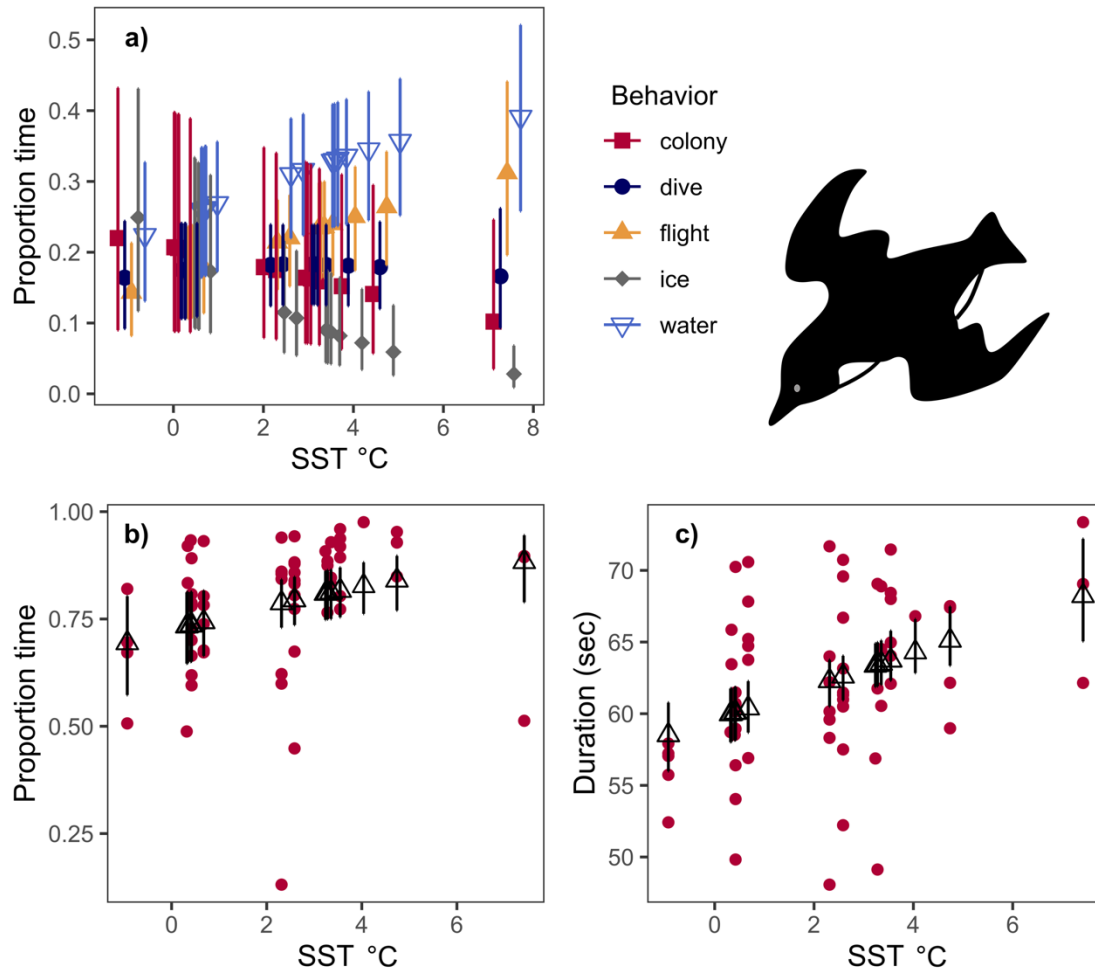 a)
Proportion time
0.5
0.4
0.3
0.2
0.1
0.0
0 2 4 6 8
SST °C
Behavior
colony
dive
flight
ice
water
b)
Proportion time
1.00
0.75
0.50
0.25
0 2 4 6
SST °C
c)
Duration (sec)
70
65
60
55
50
0 2 4 6
SST °C